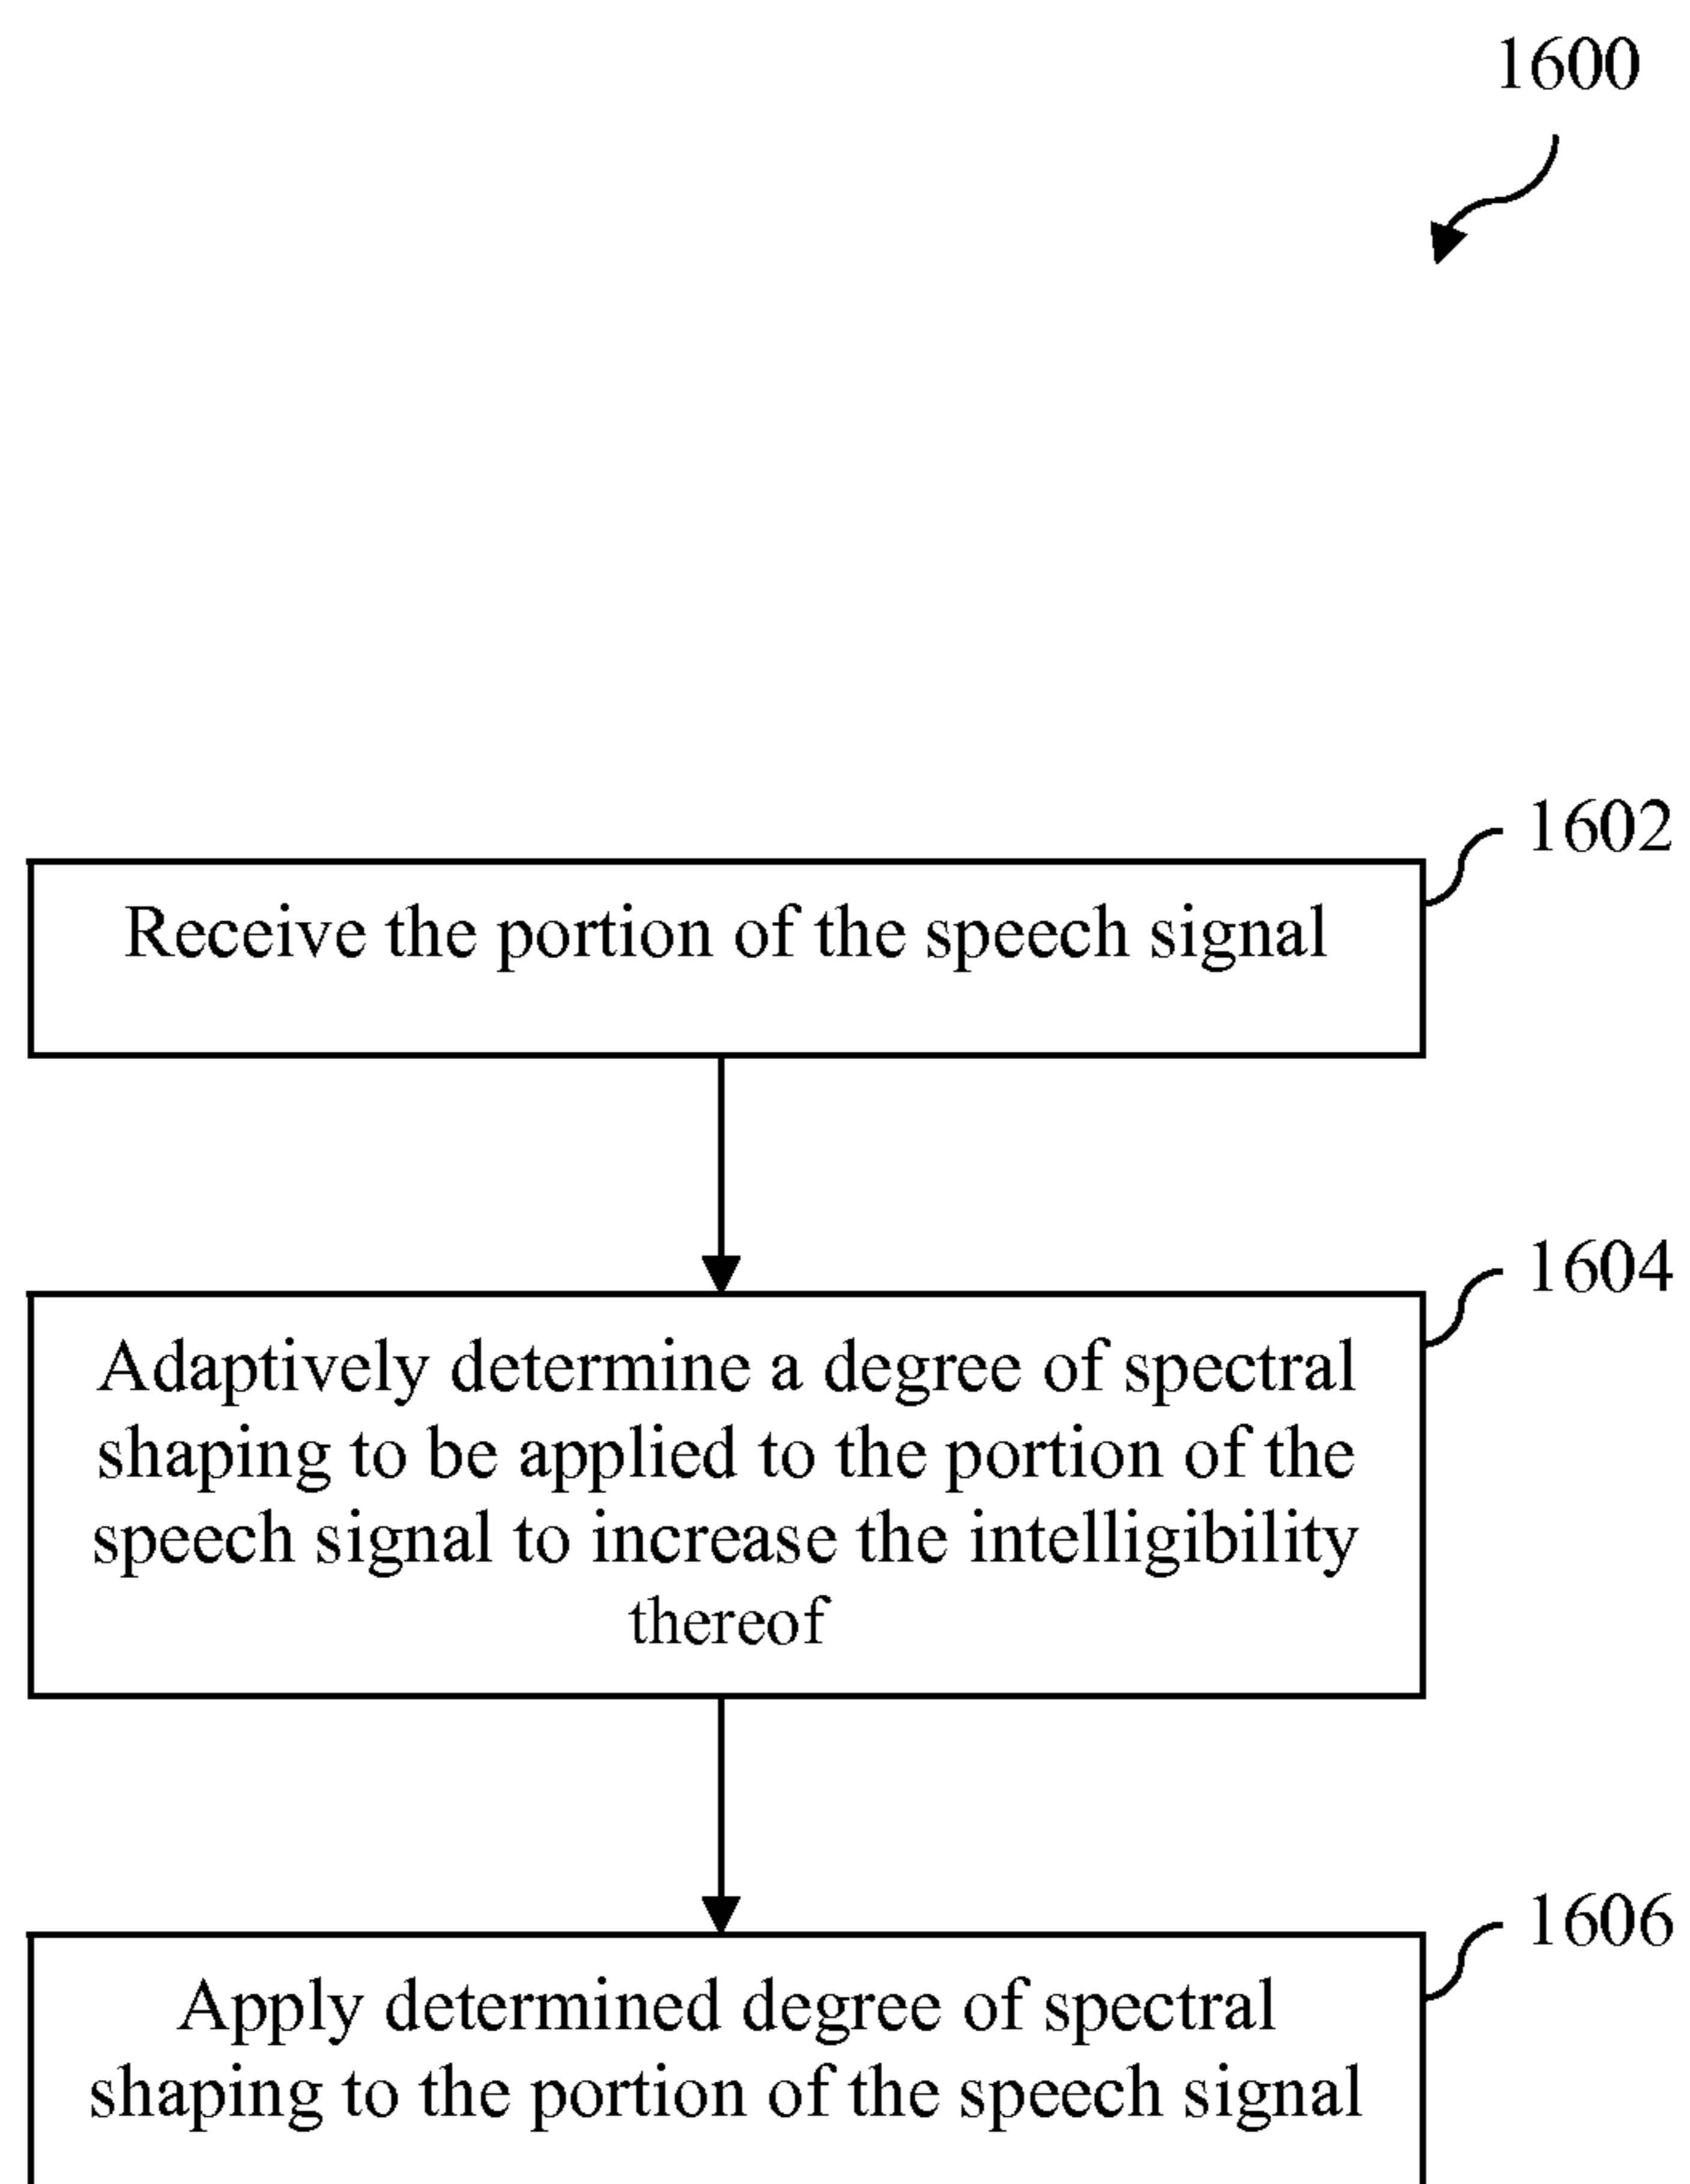 1600
1602
Receive the portion of the speech signal
1604
Adaptively determine a degree of spectral
shaping to be applied to the portion of the
speech signal to increase the intelligibility
thereof
1606
Apply determined degree of spectral
shaping to the portion of the speech signal